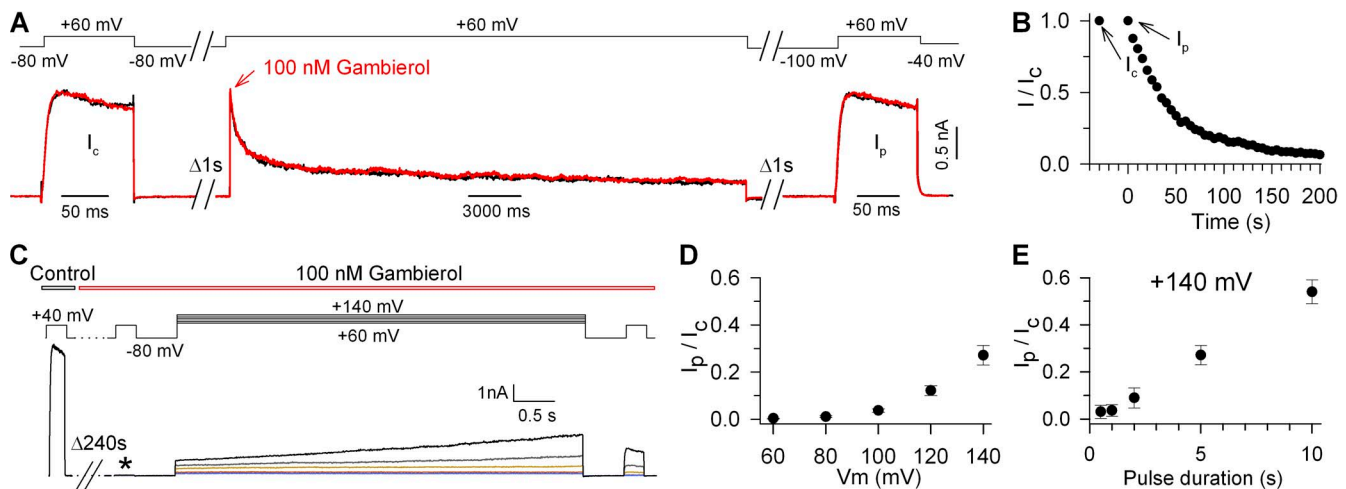 A
+60 mV
-80 mV
-80 mV
+60 mV
+60 mV
-100 mV
-40 mV
100 nM Gambierol
Ic
Δ1s
Δ1s
Ip
50 ms
3000 ms
50 ms
0.5 nA
B
I / Ic
1.0
0.5
0.0
Ip
Ic
0 50 100 150 200
Time (s)
C
Control
100 nM Gambierol
+40 mV
+140 mV
+60 mV
-80 mV
1nA
0.5 s
Δ240s
*
D
Ip / Ic
0.6
0.4
0.2
0.0
60 80 100 120 140
Vm (mV)
E
+140 mV
Ip / Ic
0.6
0.4
0.2
0.0
0 5 10
Pulse duration (s)